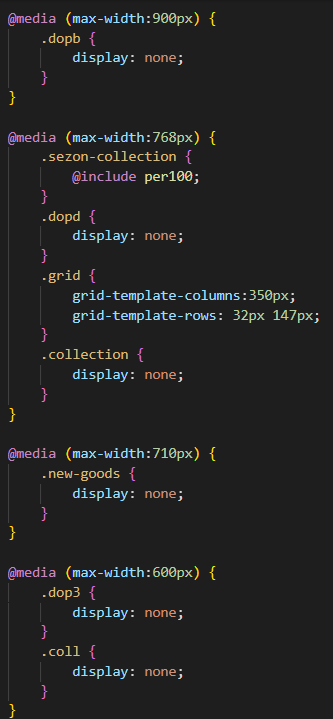 @media (max-width:900px) {
    .dopb {
        display: none;
    }
}

@media (max-width:768px) {
    .sezon-collection {
        @include per100;
    }
    .dopd {
        display: none;
    }
    .grid {
        grid-template-columns:350px;
        grid-template-rows: 32px 147px;
    }
    .collection {
        display: none;
    }
}

@media (max-width:710px) {
    .new-goods {
        display: none;
    }
}

@media (max-width:600px) {
    .dop3 {
        display: none;
    }
    .coll {
        display: none;
    }
}